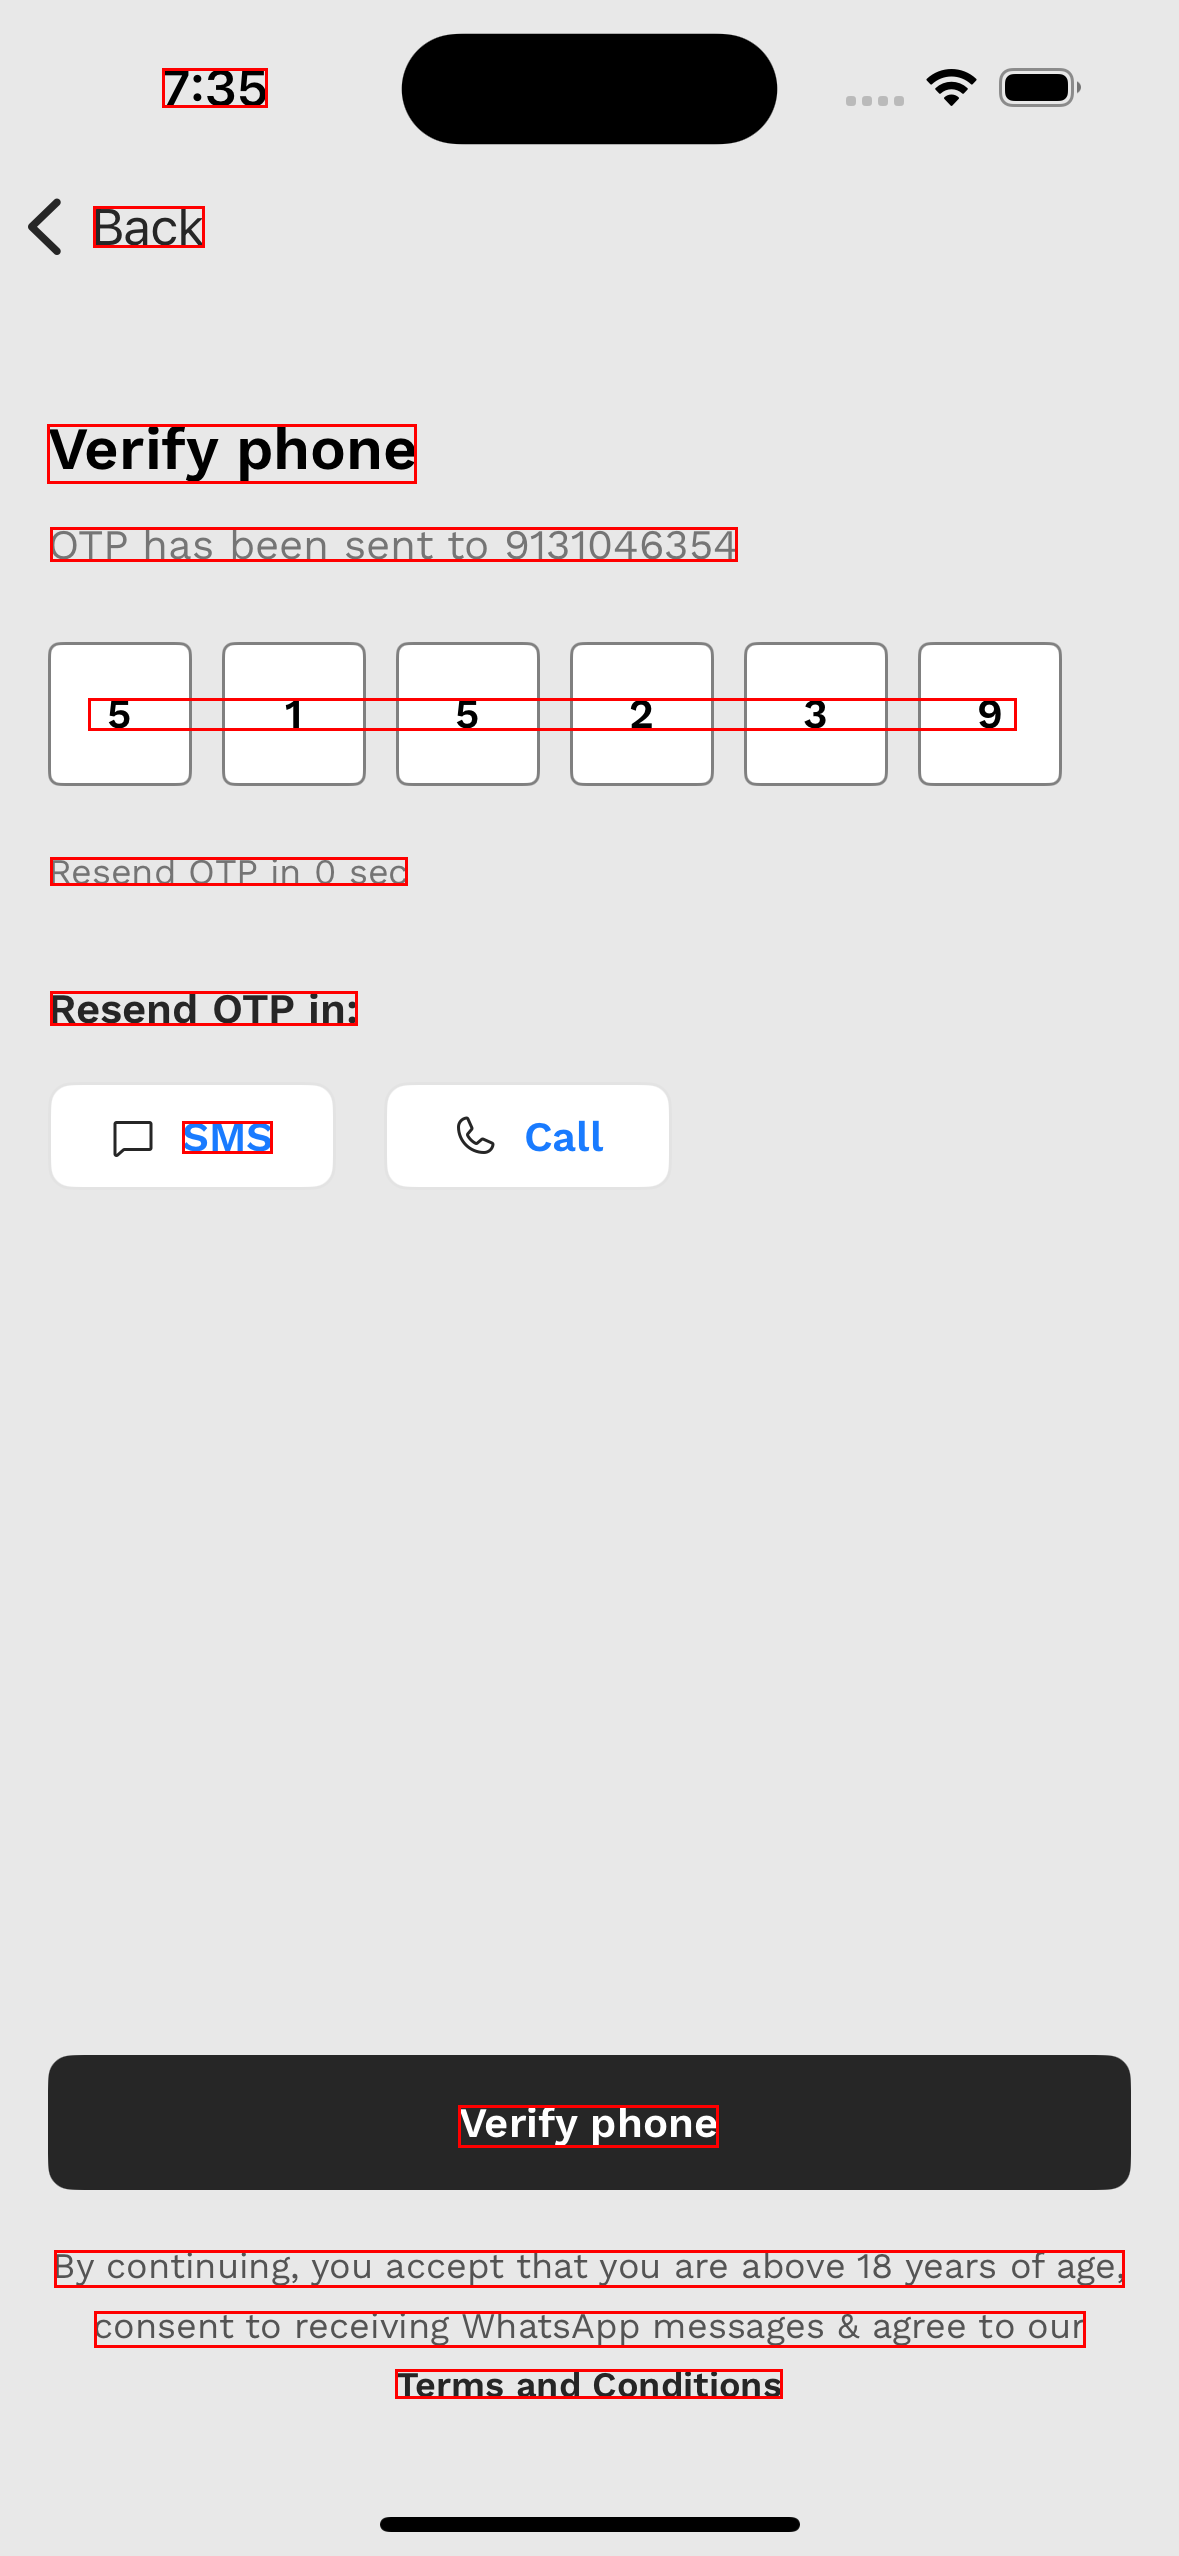 7:35
Back
Verify phone
OTP has been sent to 9131046354
5 1 5 2 3 9
Resend OTP in 0 sec
Resend OTP in:
SMS Call
Verify phone
By continuing, you accept that you are above 18 years of age,
consent to receiving WhatsApp messages & agree to our
Terms and Conditions